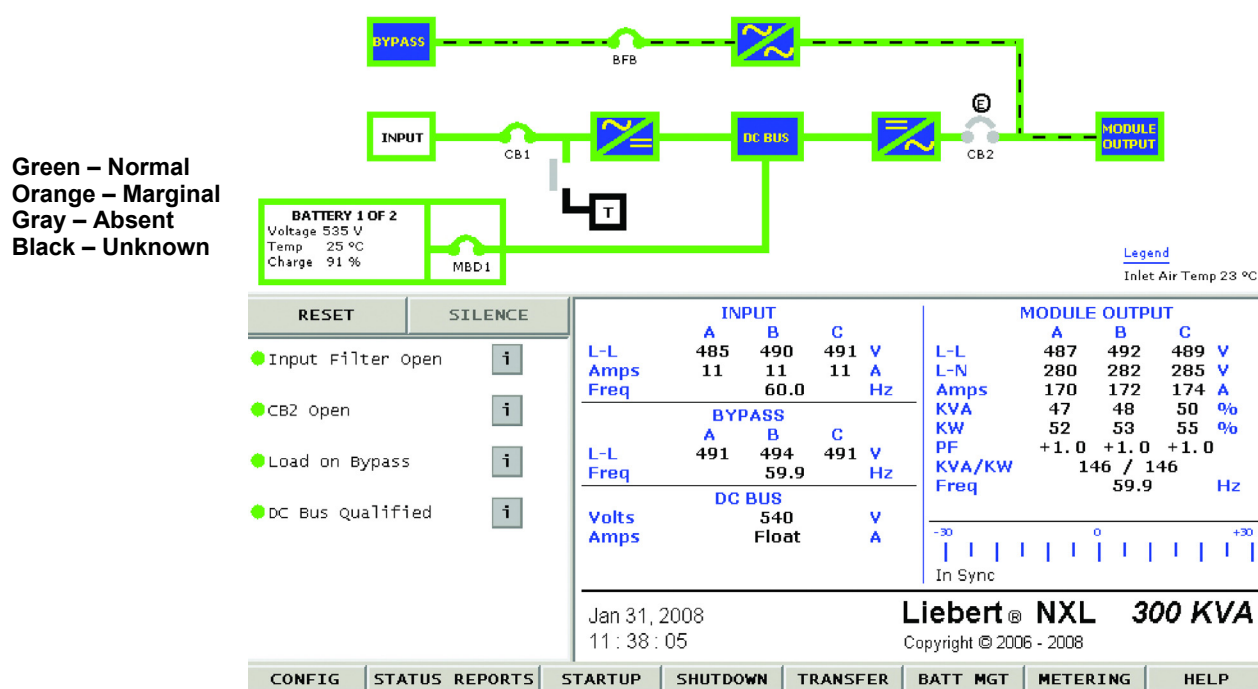 BYPASS
BFB
E
INPUT
CB1
DC BUS
CB2
MODULE
OUTPUT
Green – Normal
Orange – Marginal
Gray – Absent
Black – Unknown
T
BATTERY 1 OF 2
Voltage 535 V
Temp 25 °C
Charge 91 %
MBD1
Legend
Inlet Air Temp 23 °C
RESET SILENCE
Input Filter Open i
CB2 Open i
Load on Bypass i
DC Bus Qualified i
INPUT
A B C
L-L 485 490 491 V
Amps 11 11 11 A
Freq 60.0 Hz
BYPASS
A B C
L-L 491 494 491 V
Freq 59.9 Hz
DC BUS
Volts 540 V
Amps Float A
MODULE OUTPUT
A B C
L-L 487 492 489 V
L-N 280 282 285 V
Amps 170 172 174 A
KVA 47 48 50 %
KW 52 53 55 %
PF +1.0 +1.0 +1.0
KVA/KW 146 / 146
Freq 59.9 Hz
-30 0 +30
In Sync
Jan 31, 2008
11 : 38 : 05
Liebert ® NXL 300 KVA
Copyright © 2006 - 2008
CONFIG STATUS REPORTS STARTUP SHUTDOWN TRANSFER BATT MGT METERING HELP